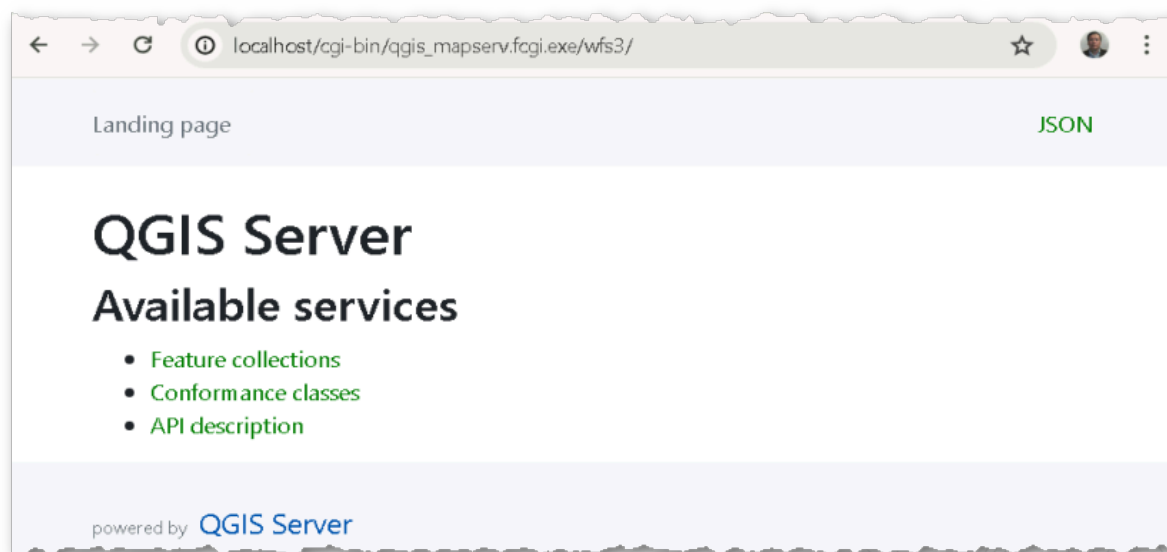 localhost/cgi-bin/qgis_mapserv.fcgi.exe/wfs3/
Landing page
JSON
QGIS Server
Available services
Feature collections
Conformance classes
API description
powered by QGIS Server